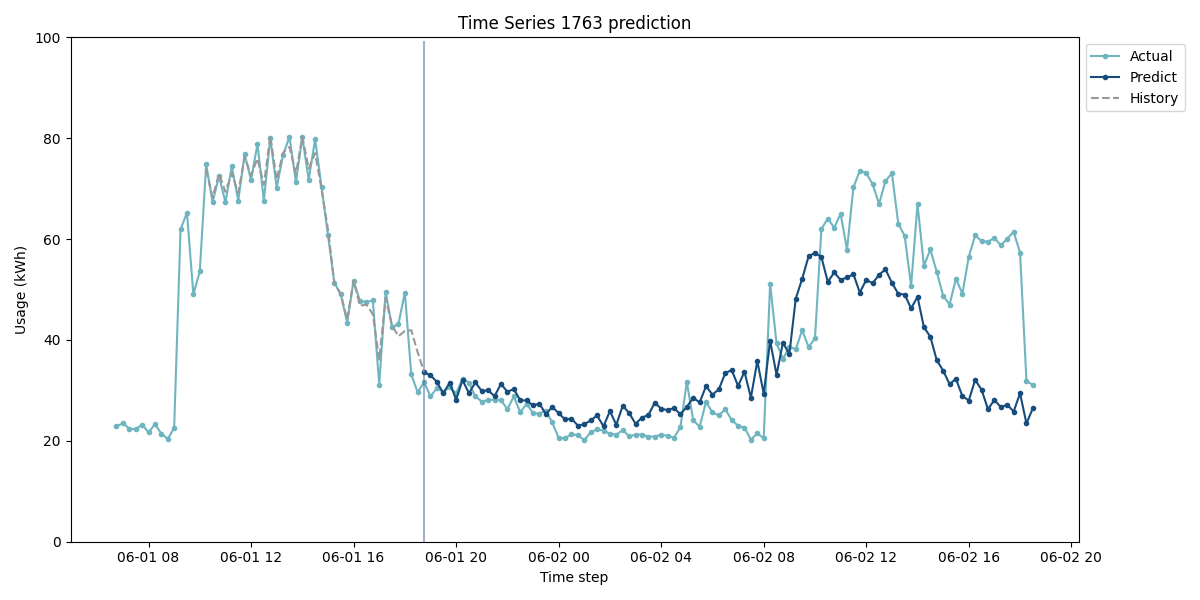 Time Series 1763 prediction
100
80
60
40
20
0
Usage (kWh)
06-01 08
06-01 12
06-01 16
06-01 20
06-02 00
06-02 04
06-02 08
06-02 12
06-02 16
06-02 20
Time step
Actual
Predict
History